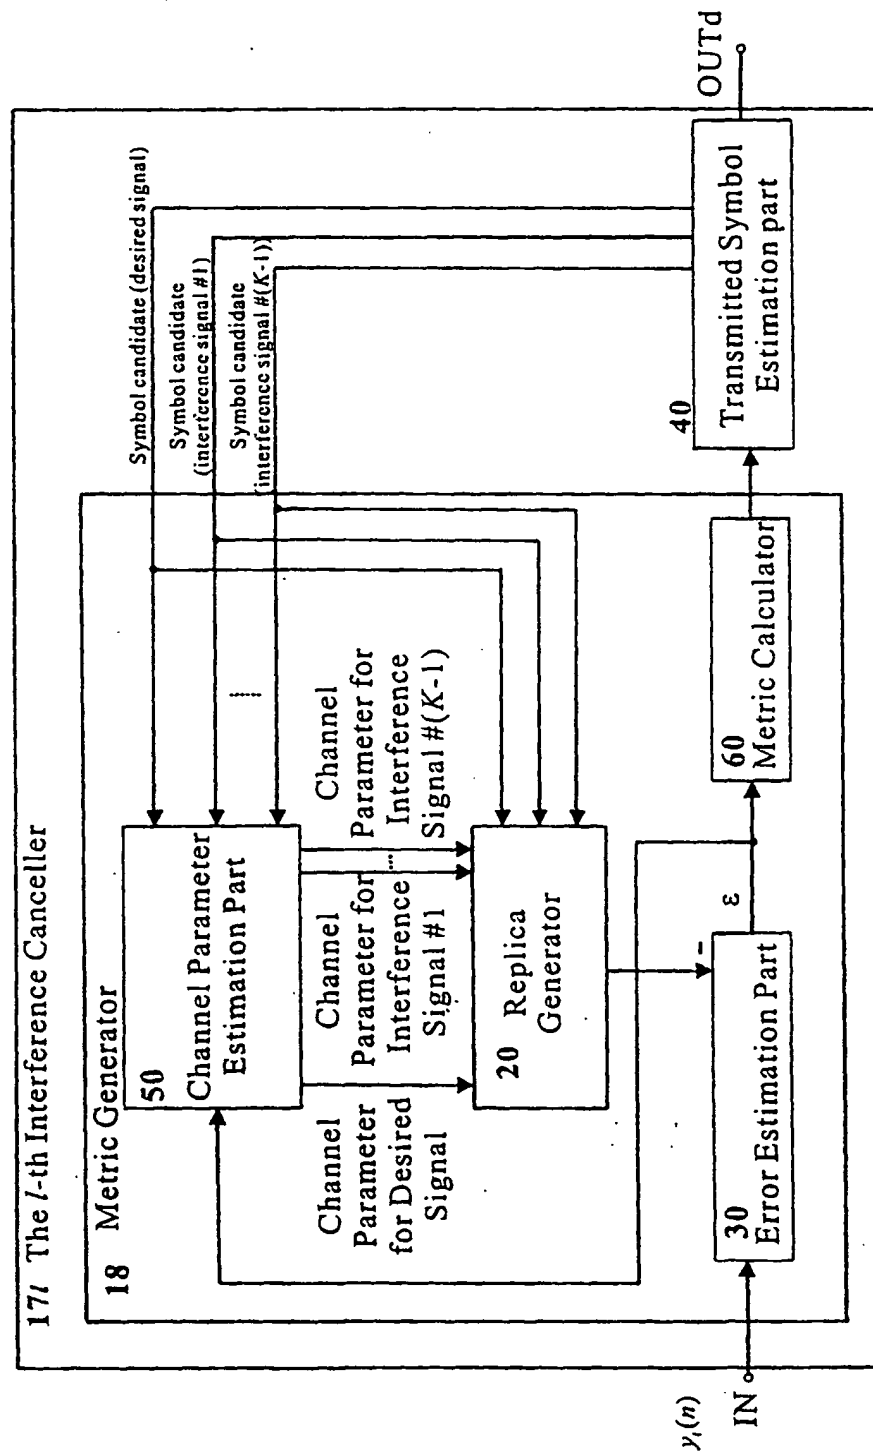 17l The l-th Interference Canceller
18 Metric Generator
50
Channel Parameter
Estimation Part
Symbol candidate (desired signal)
Symbol candidate
(interference signal #1)
Symbol candidate
(interference signal #(K-1))
Channel
Parameter
for Desired
Signal
Channel
Parameter for
Interference
Signal #1
Channel
Parameter for
Interference
Signal #(K-1)
20 Replica
Generator
-
ε
30
Error Estimation Part
60
Metric Calculator
40
Transmitted Symbol
Estimation part
yl(n)
IN
OUTd